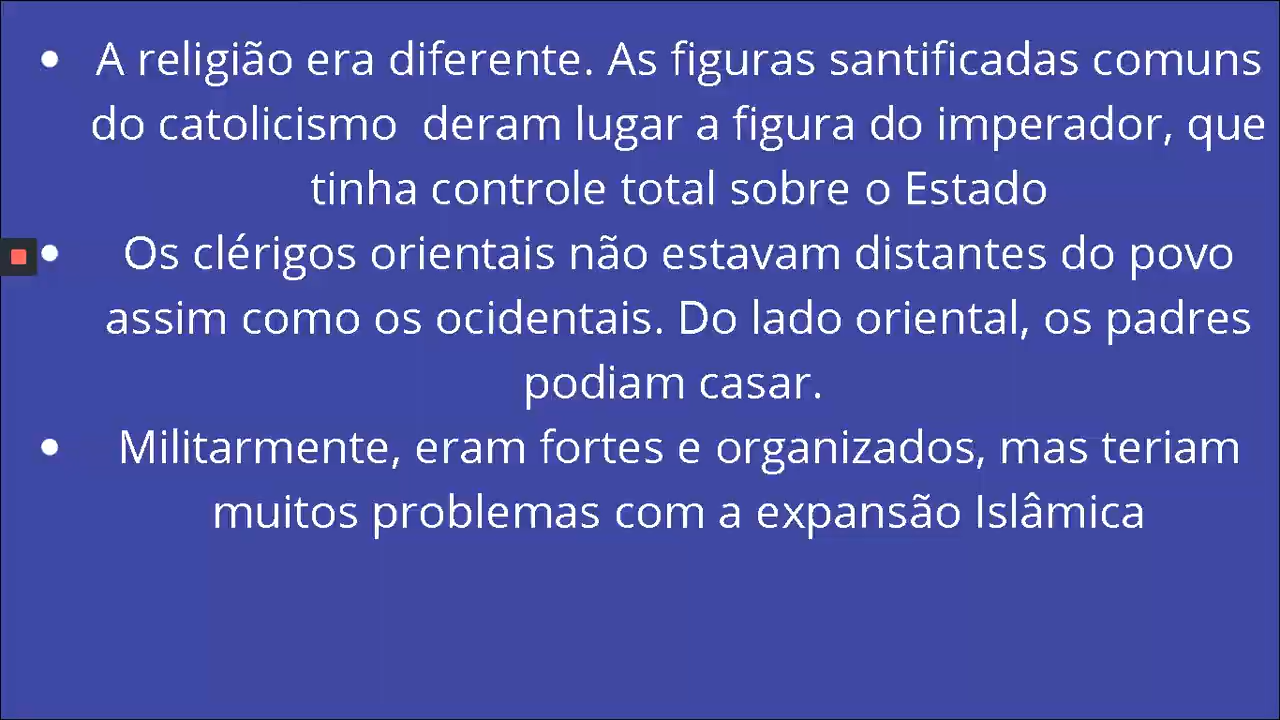 • A religião era diferente. As figuras santificadas comuns
do catolicismo  deram lugar a figura do imperador, que
tinha controle total sobre o Estado
• Os clérigos orientais não estavam distantes do povo
assim como os ocidentais. Do lado oriental, os padres
podiam casar.
• Militarmente, eram fortes e organizados, mas teriam
muitos problemas com a expansão Islâmica